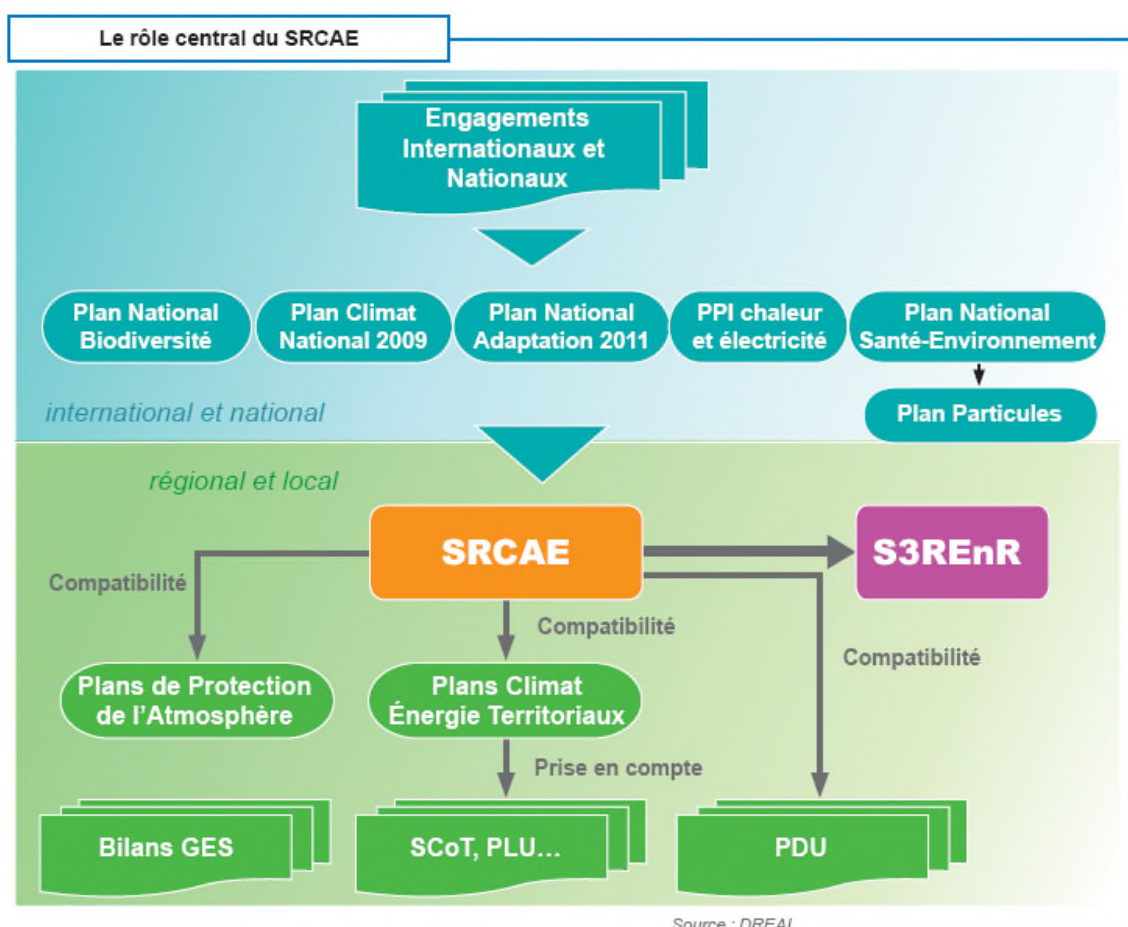 Le rôle central du SRCAE
Engagements
Internationaux et
Nationaux
Plan National
Biodiversité
Plan Climat
National 2009
Plan National
Adaptation 2011
PPI chaleur
et électricité
Plan National
Santé-Environnement
Plan Particules
international et national
régional et local
SRCAE
S3REnR
Compatibilité
Compatibilité
Compatibilité
Plans de Protection
de l'Atmosphère
Plans Climat
Énergie Territoriaux
Prise en compte
Bilans GES
SCoT, PLU…
PDU
Source : DREAL